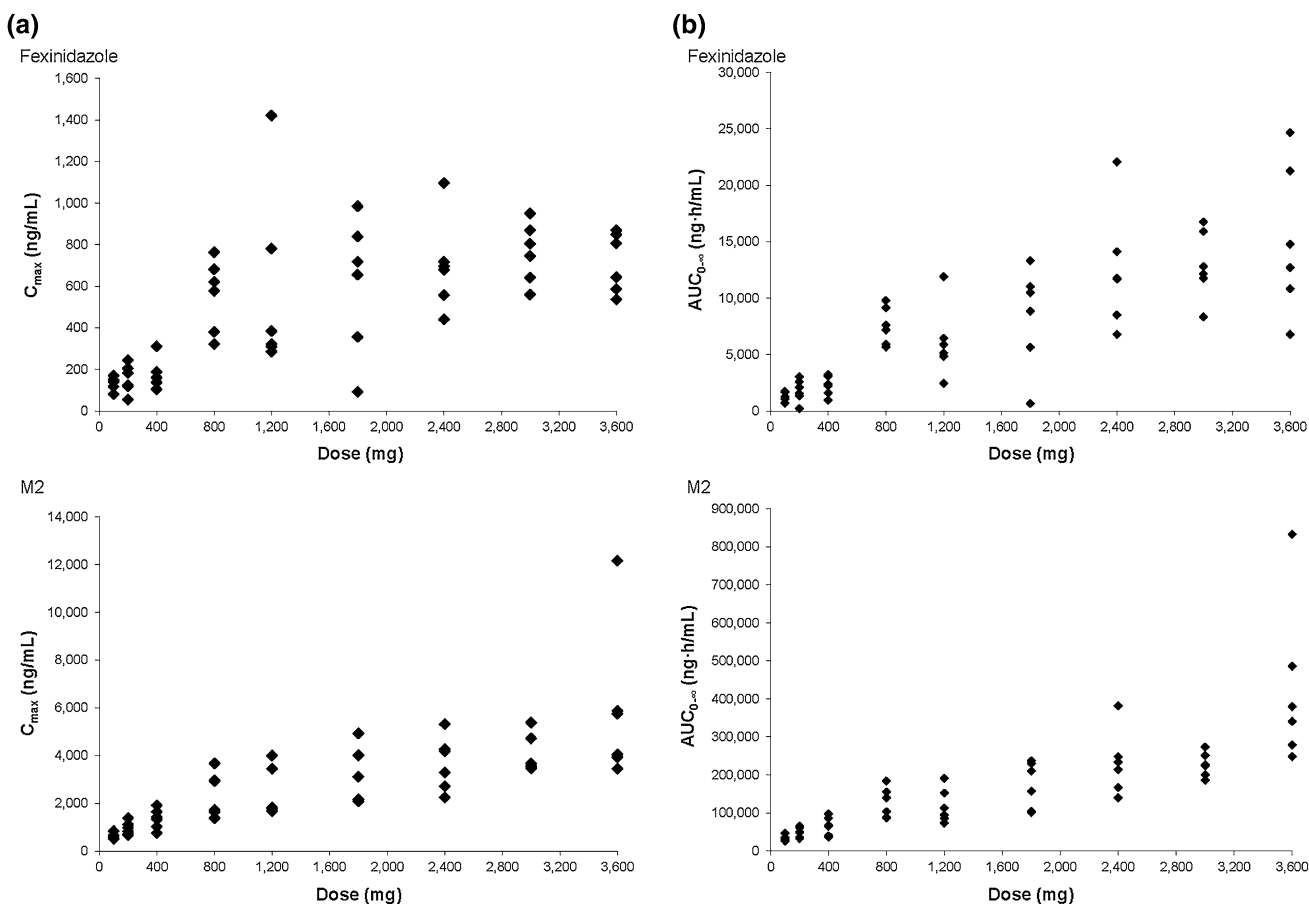 (a)
Fexinidazole
1,600
1,400
1,200
1,000
800
600
400
200
0
Cmax (ng/mL)
0 400 800 1,200 1,600 2,000 2,400 2,800 3,200 3,600
Dose (mg)
(b)
Fexinidazole
30,000
25,000
20,000
15,000
10,000
5,000
0
AUC0-∞ (ng·h/mL)
0 400 800 1,200 1,600 2,000 2,400 2,800 3,200 3,600
Dose (mg)
M2
14,000
12,000
10,000
8,000
6,000
4,000
2,000
0
Cmax (ng/mL)
0 400 800 1,200 1,600 2,000 2,400 2,800 3,200 3,600
Dose (mg)
M2
900,000
800,000
700,000
600,000
500,000
400,000
300,000
200,000
100,000
0
AUC0-∞ (ng·h/mL)
0 400 800 1,200 1,600 2,000 2,400 2,800 3,200 3,600
Dose (mg)